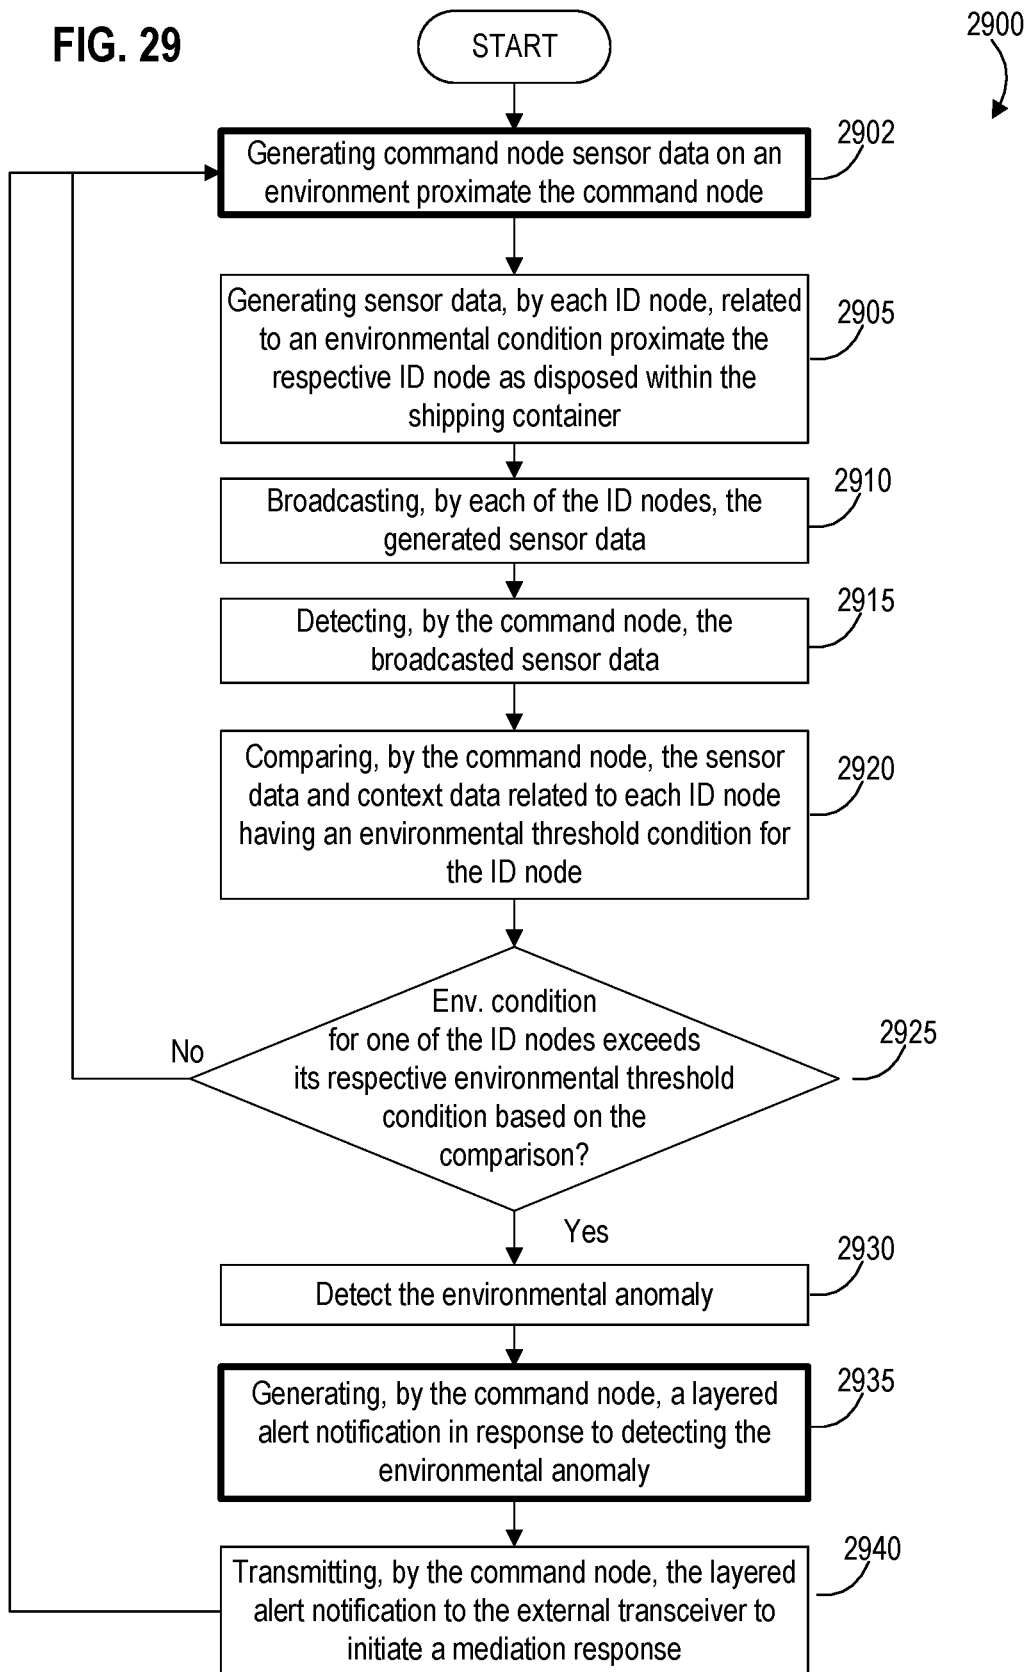 FIG. 29
START
2900
Generating command node sensor data on an
environment proximate the command node
2902
Generating sensor data, by each ID node, related
to an environmental condition proximate the
respective ID node as disposed within the
shipping container
2905
Broadcasting, by each of the ID nodes, the
generated sensor data
2910
Detecting, by the command node, the
broadcasted sensor data
2915
Comparing, by the command node, the sensor
data and context data related to each ID node
having an environmental threshold condition for
the ID node
2920
Env. condition
for one of the ID nodes exceeds
its respective environmental threshold
condition based on the
comparison?
2925
No
Yes
Detect the environmental anomaly
2930
Generating, by the command node, a layered
alert notification in response to detecting the
environmental anomaly
2935
Transmitting, by the command node, the layered
alert notification to the external transceiver to
initiate a mediation response
2940